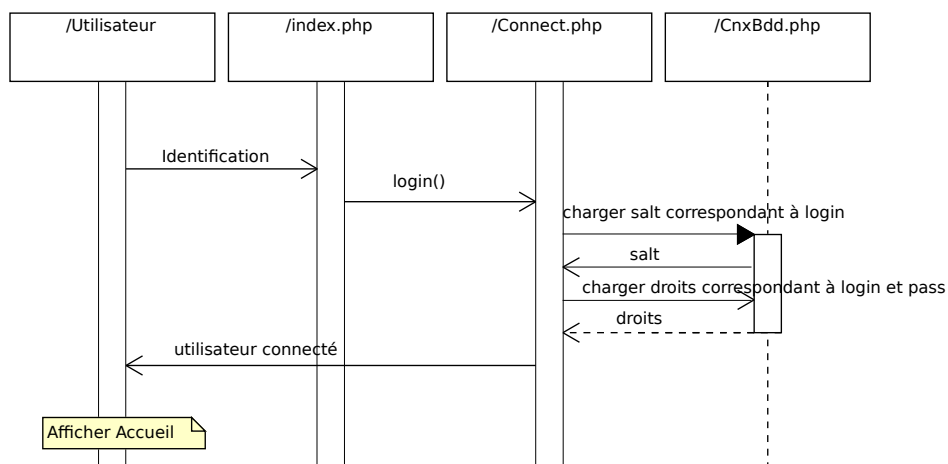 /Utilisateur
/index.php
/Connect.php
/CnxBdd.php
Identification
login()
charger salt correspondant à login
salt
charger droits correspondant à login et pass
droits
utilisateur connecté
Afficher Accueil